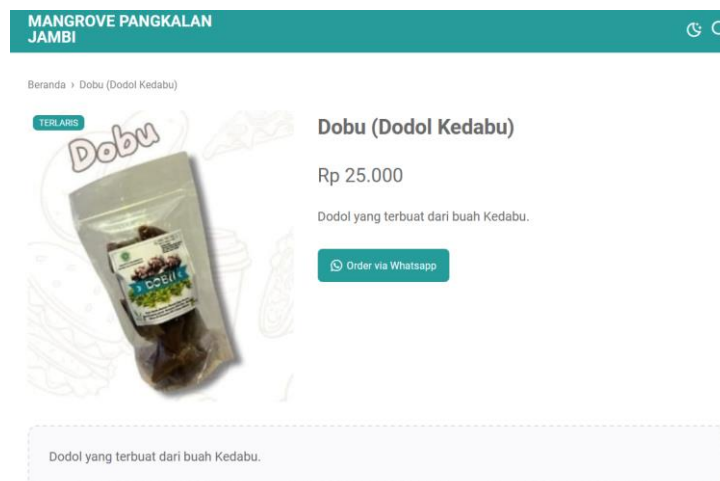 MANGROVE PANGKALAN
JAMBI
Beranda › Dobu (Dodol Kedabu)
TERLARIS
Dobu
DOBU
Dobu (Dodol Kedabu)
Rp 25.000
Dodol yang terbuat dari buah Kedabu.
Order via Whatsapp
Dodol yang terbuat dari buah Kedabu.